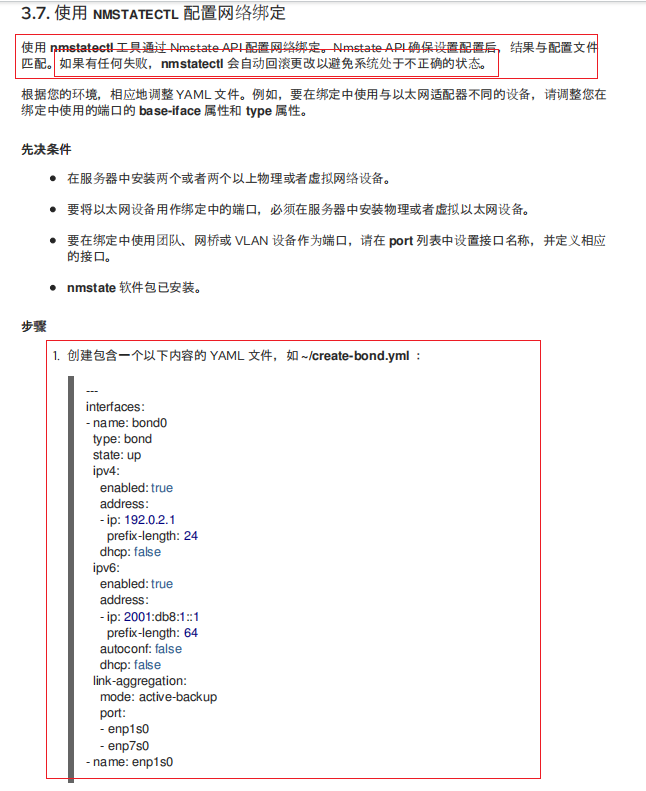 3.7. 使用 NMSTATECTL 配置网络绑定
使用 nmstatectl 工具通过 Nmstate API 配置网络绑定。Nmstate API 确保设置配置后，结果与配置文件
匹配。如果有任何失败，nmstatectl 会自动回滚更改以避免系统处于不正确的状态。
根据您的环境，相应地调整 YAML 文件。例如，要在绑定中使用与以太网适配器不同的设备，请调整您在
绑定中使用的端口的 base-iface 属性和 type 属性。
先决条件
● 在服务器中安装两个或者两个以上物理或者虚拟网络设备。
● 要将以太网设备用作绑定中的端口，必须在服务器中安装物理或者虚拟以太网设备。
● 要在绑定中使用团队、网桥或 VLAN 设备作为端口，请在 port 列表中设置接口名称，并定义相应
的接口。
● nmstate 软件包已安装。
步骤
1. 创建包含一个以下内容的 YAML 文件，如 ~/create-bond.yml ：
---
interfaces:
- name: bond0
type: bond
state: up
ipv4:
enabled: true
address:
- ip: 192.0.2.1
prefix-length: 24
dhcp: false
ipv6:
enabled: true
address:
- ip: 2001:db8:1::1
prefix-length: 64
autoconf: false
dhcp: false
link-aggregation:
mode: active-backup
port:
- enp1s0
- enp7s0
- name: enp1s0